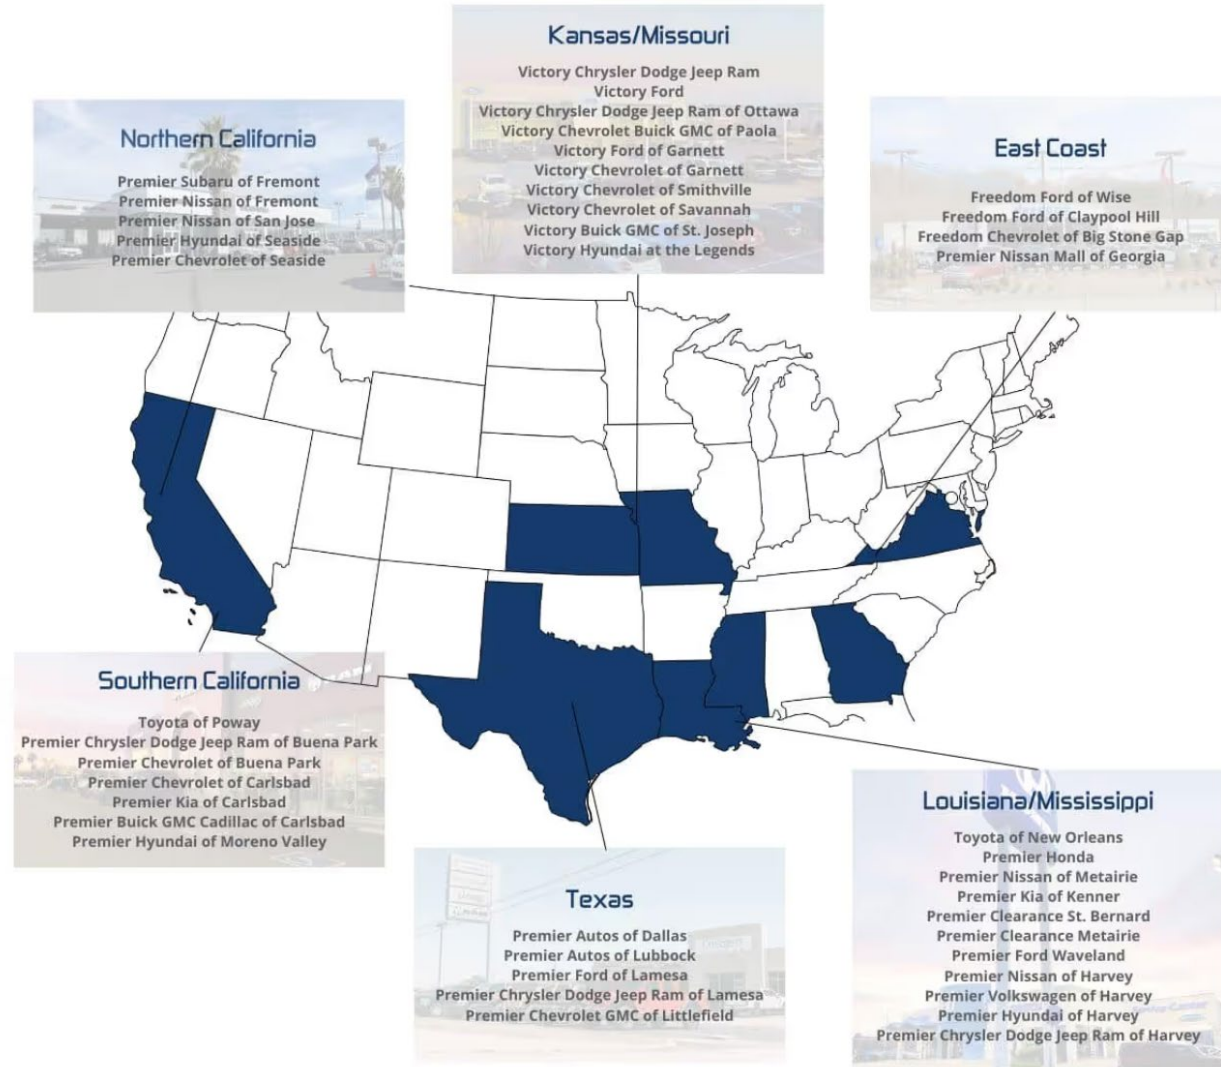 Kansas/Missouri
Victory Chrysler Dodge Jeep Ram
Victory Ford
Victory Chrysler Dodge Jeep Ram of Ottawa
Victory Chevrolet Buick GMC of Paola
Victory Ford of Garnett
Victory Chevrolet of Garnett
Victory Chevrolet of Smithville
Victory Chevrolet of Savannah
Victory Buick GMC of St. Joseph
Victory Hyundai at the Legends
Northern California
Premier Subaru of Fremont
Premier Nissan of Fremont
Premier Nissan of San Jose
Premier Hyundai of Seaside
Premier Chevrolet of Seaside
East Coast
Freedom Ford of Wise
Freedom Ford of Claypool Hill
Freedom Chevrolet of Big Stone Gap
Premier Nissan Mall of Georgia
Southern California
Toyota of Poway
Premier Chrysler Dodge Jeep Ram of Buena Park
Premier Chevrolet of Buena Park
Premier Chevrolet of Carlsbad
Premier Kia of Carlsbad
Premier Buick GMC Cadillac of Carlsbad
Premier Hyundai of Moreno Valley
Texas
Premier Autos of Dallas
Premier Autos of Lubbock
Premier Ford of Lamesa
Premier Chrysler Dodge Jeep Ram of Lamesa
Premier Chevrolet GMC of Littlefield
Louisiana/Mississippi
Toyota of New Orleans
Premier Honda
Premier Nissan of Metairie
Premier Kia of Kenner
Premier Clearance St. Bernard
Premier Clearance Metairie
Premier Ford Waveland
Premier Nissan of Harvey
Premier Volkswagen of Harvey
Premier Hyundai of Harvey
Premier Chrysler Dodge Jeep Ram of Harvey